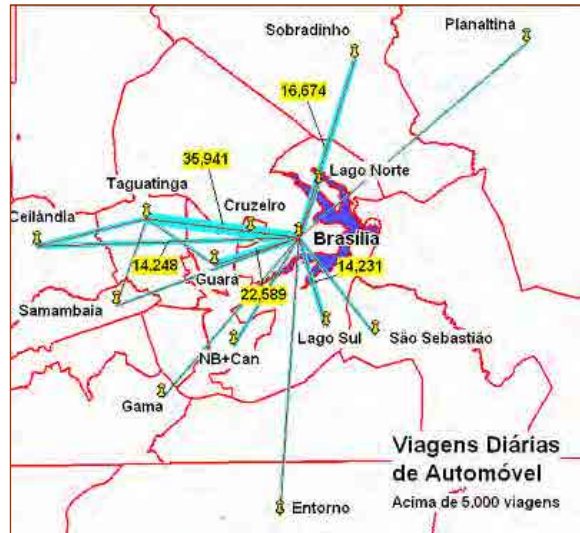 Sobradinho
Planaltina
16,674
35,941
Lago Norte
Taguatinga
Cruzeiro
Ceilândia
Brasília
14,248
14,231
Guará
22,589
Samambaia
Lago Sul
São Sebastião
NB+Can
Gama
Viagens Diárias
de Automóvel
Acima de 5.000 viagens
Entorno